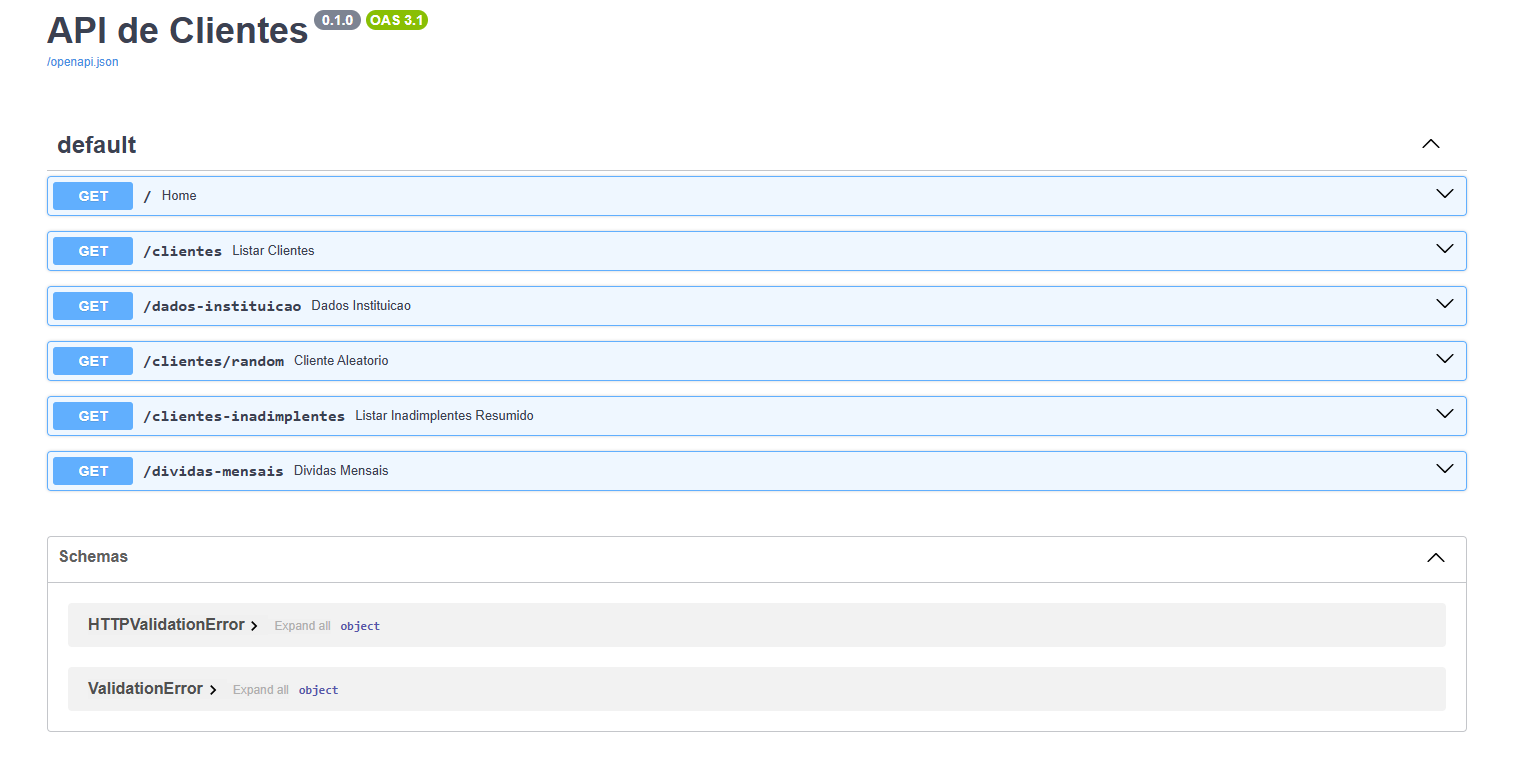 API de Clientes 0.1.0 OAS 3.1
/openapi.json
default
GET / Home
GET /clientes Listar Clientes
GET /dados-instituicao Dados Instituicao
GET /clientes/random Cliente Aleatorio
GET /clientes-inadimplentes Listar Inadimplentes Resumido
GET /dividas-mensais Dividas Mensais
Schemas
HTTPValidationError Expand all object
ValidationError Expand all object